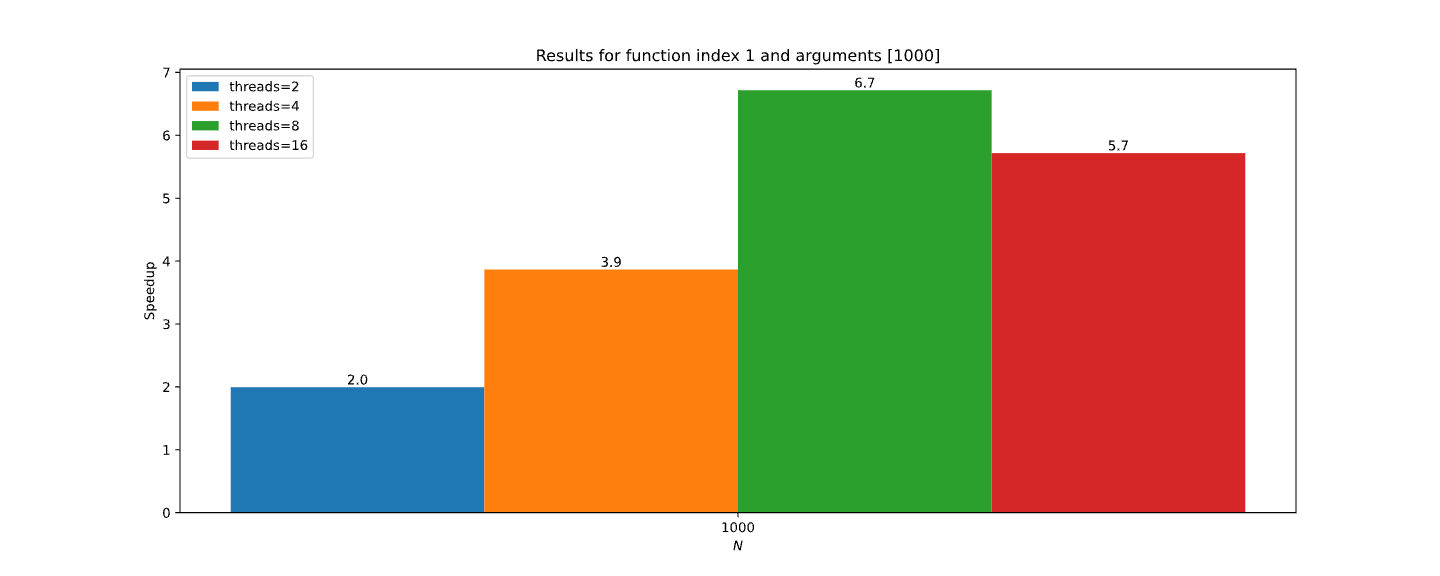 Results for function index 1 and arguments [1000]
threads=2
threads=4
threads=8
threads=16
Speedup
7
6
5
4
3
2
1
0
2.0
3.9
6.7
5.7
1000
N